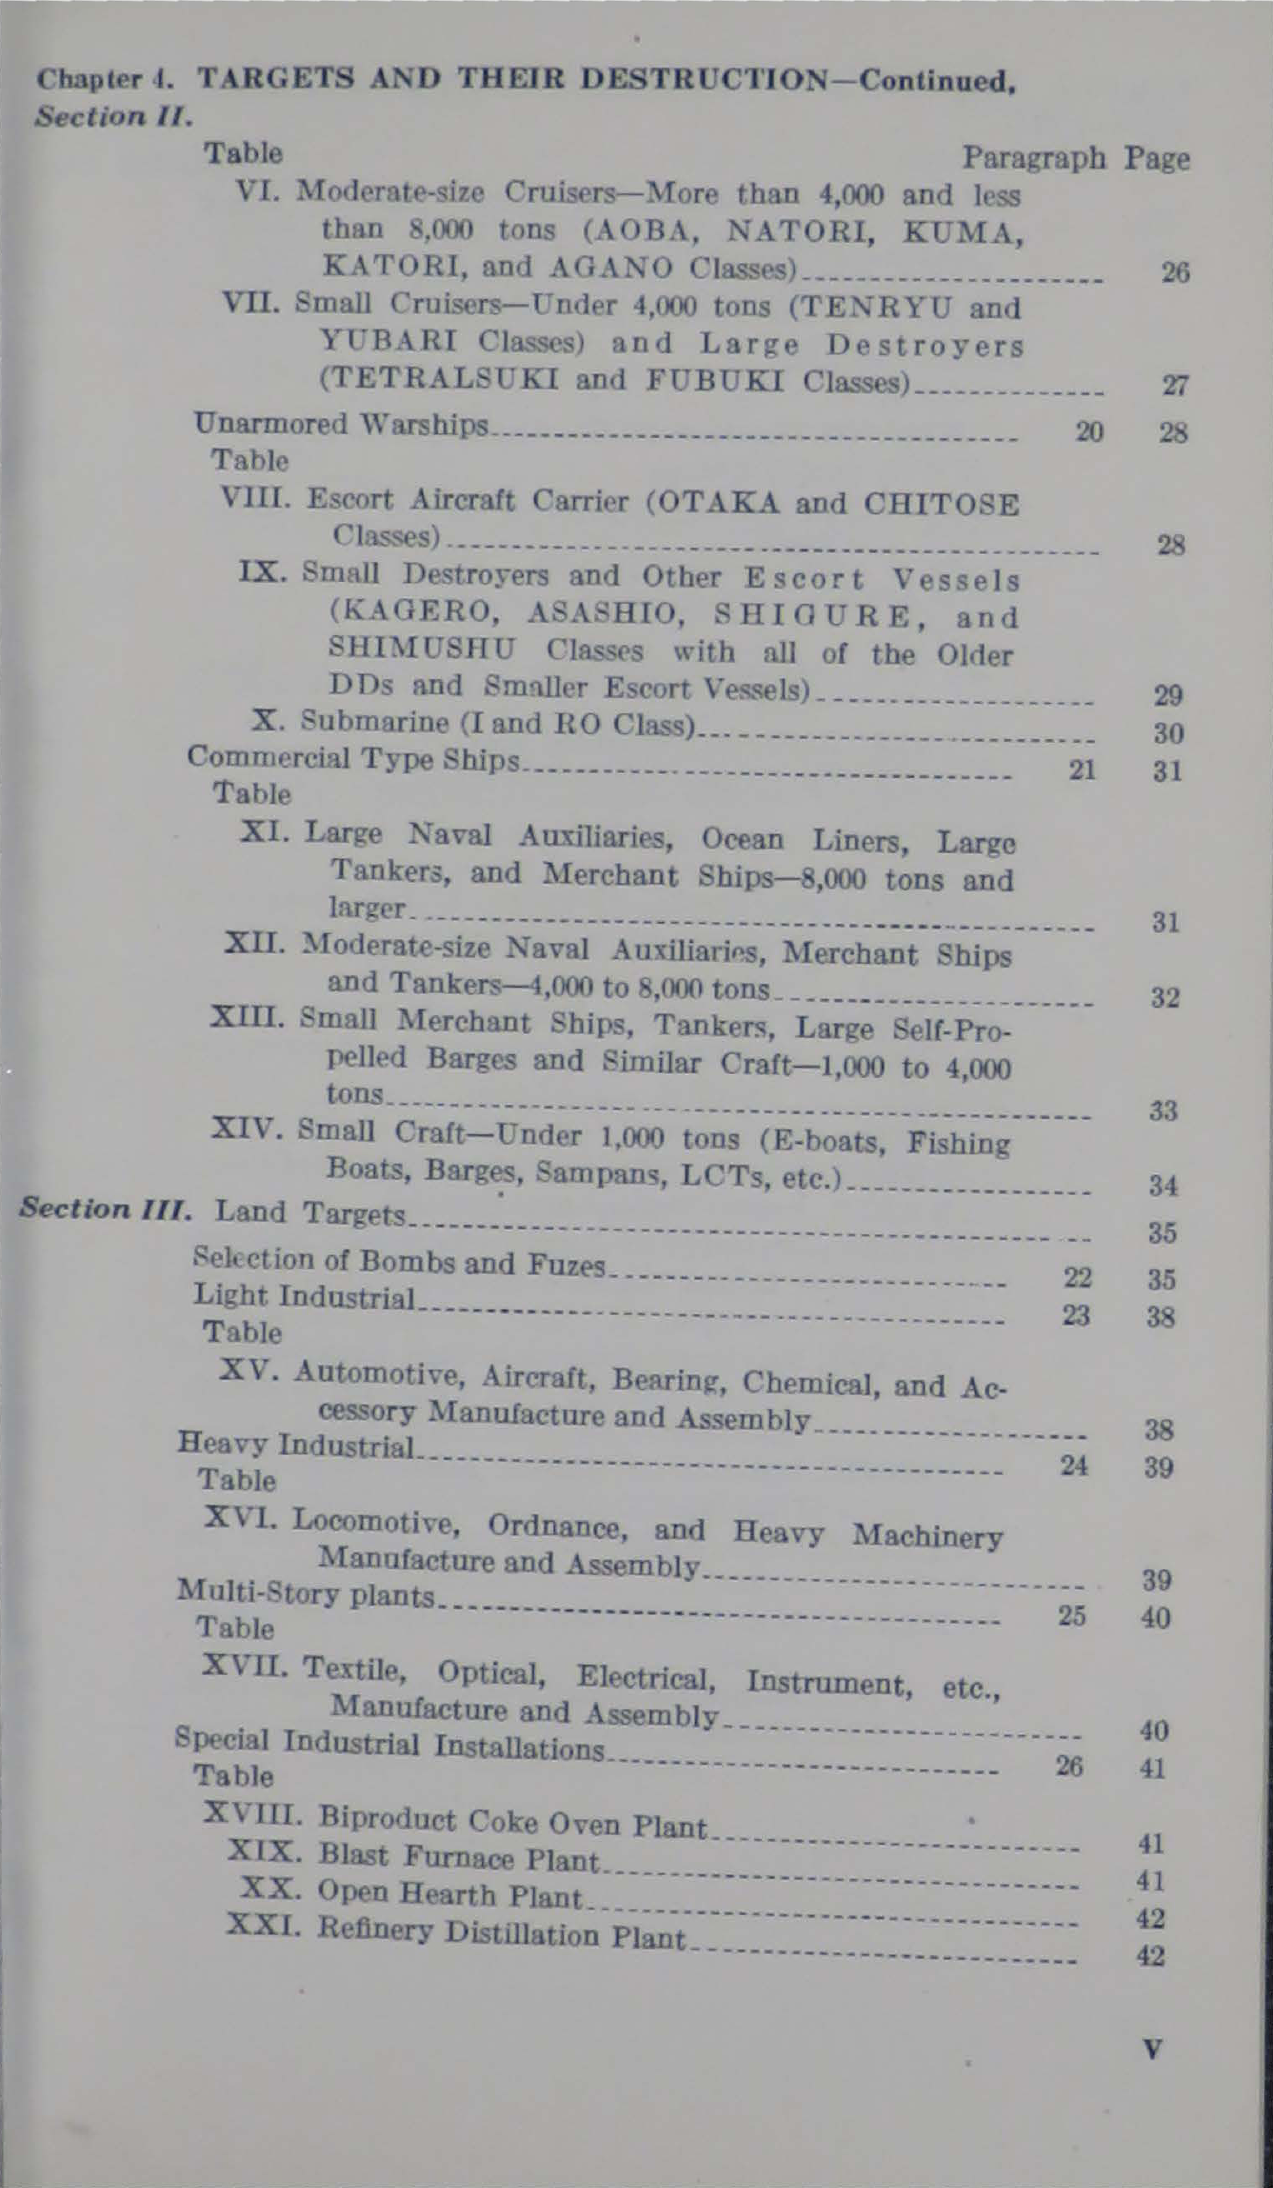 Chapter 4. TARGETS AND THEIR DESTRUCTION—Continued.
Section II.
Table Paragraph Page
VI. Moderate-size Cruisers—More than 4,000 and less
than 8,000 tons (AOBA, NATORI, KUMA,
KATORI, and AGANO Classes) 26
VII. Small Cruisers—Under 4,000 tons (TENRYU and
YUBARI Classes) and Large Destroyers
(TETRALSUKI and FUBUKI Classes) 27
Unarmored Warships 20 28
Table
VIII. Escort Aircraft Carrier (OTAKA and CHITOSE
Classes) 28
IX. Small Destroyers and Other Escort Vessels
(KAGERO, ASASHIO, SHIGURE, and
SHIMUSHU Classes with all of the Older
DDs and Smaller Escort Vessels) 29
X. Submarine (I and RO Class) 30
Commercial Type Ships 21 31
Table
XI. Large Naval Auxiliaries, Ocean Liners, Large
Tankers, and Merchant Ships—8,000 tons and
larger 31
XII. Moderate-size Naval Auxiliaries, Merchant Ships
and Tankers—4,000 to 8,000 tons 32
XIII. Small Merchant Ships, Tankers, Large Self-Pro-
pelled Barges and Similar Craft—1,000 to 4,000
tons 33
XIV. Small Craft—Under 1,000 tons (E-boats, Fishing
Boats, Barges, Sampans, LCTs, etc.) 34
Section III. Land Targets 35
Selection of Bombs and Fuzes 22 35
Light Industrial 23 38
Table
XV. Automotive, Aircraft, Bearing, Chemical, and Ac-
cessory Manufacture and Assembly 38
Heavy Industrial 24 39
Table
XVI. Locomotive, Ordnance, and Heavy Machinery
Manufacture and Assembly 39
Multi-Story plants 25 40
Table
XVII. Textile, Optical, Electrical, Instrument, etc.,
Manufacture and Assembly 40
Special Industrial Installations 26 41
Table
XVIII. Biproduct Coke Oven Plant 41
XIX. Blast Furnace Plant 41
XX. Open Hearth Plant 42
XXI. Refinery Distillation Plant 42
V